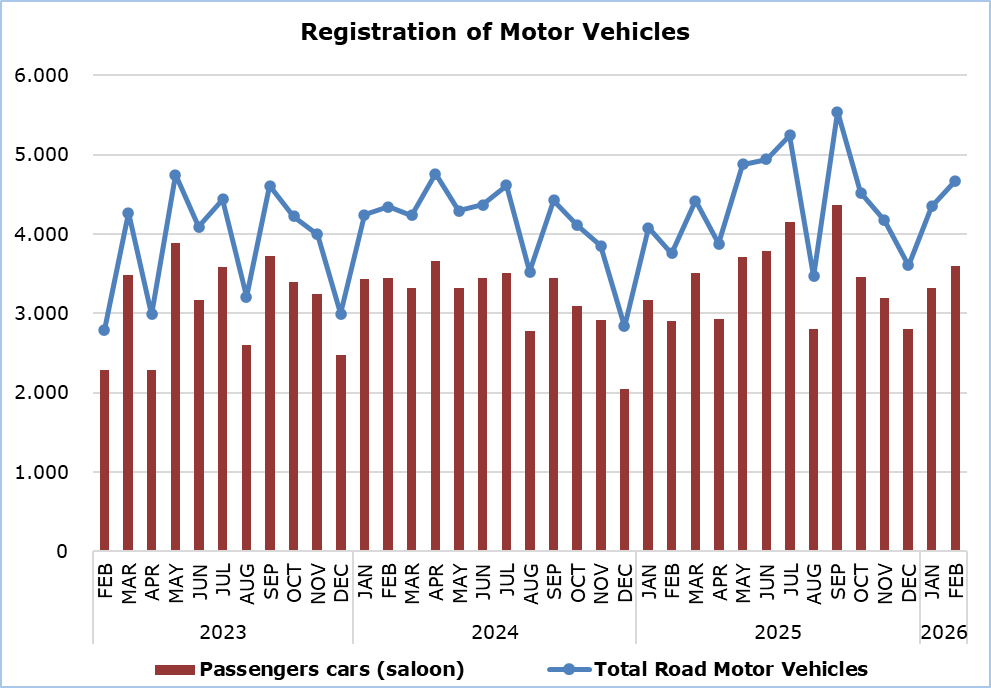 Registration of Motor Vehicles
6.000
5.000
4.000
3.000
2.000
1.000
0
FEB MAR APR MAY JUN JUL AUG SEP OCT NOV DEC JAN FEB MAR APR MAY JUN JUL AUG SEP OCT NOV DEC JAN FEB MAR APR MAY JUN JUL AUG SEP OCT NOV DEC JAN FEB
2023 2024 2025 2026
Passengers cars (saloon) Total Road Motor Vehicles